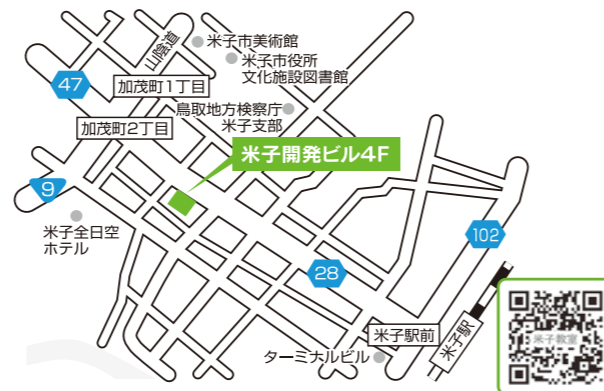 山陰道
米子市美術館
米子市役所
文化施設図書館
47
加茂町1丁目
鳥取地方検察庁
米子支部
加茂町2丁目
米子開発ビル4F
9
米子全日空
ホテル
102
28
米子駅前
米子駅
ターミナルビル
米子教室